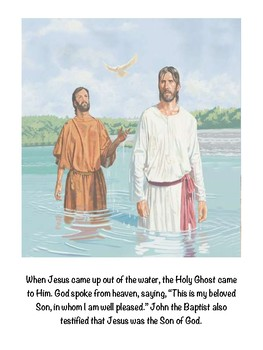 When Jesus came up out of the water, the Holy Ghost came
to Him. God spoke from heaven, saying, "This is my beloved
Son, in whom I am well pleased." John the Baptist also
testified that Jesus was the Son of God.